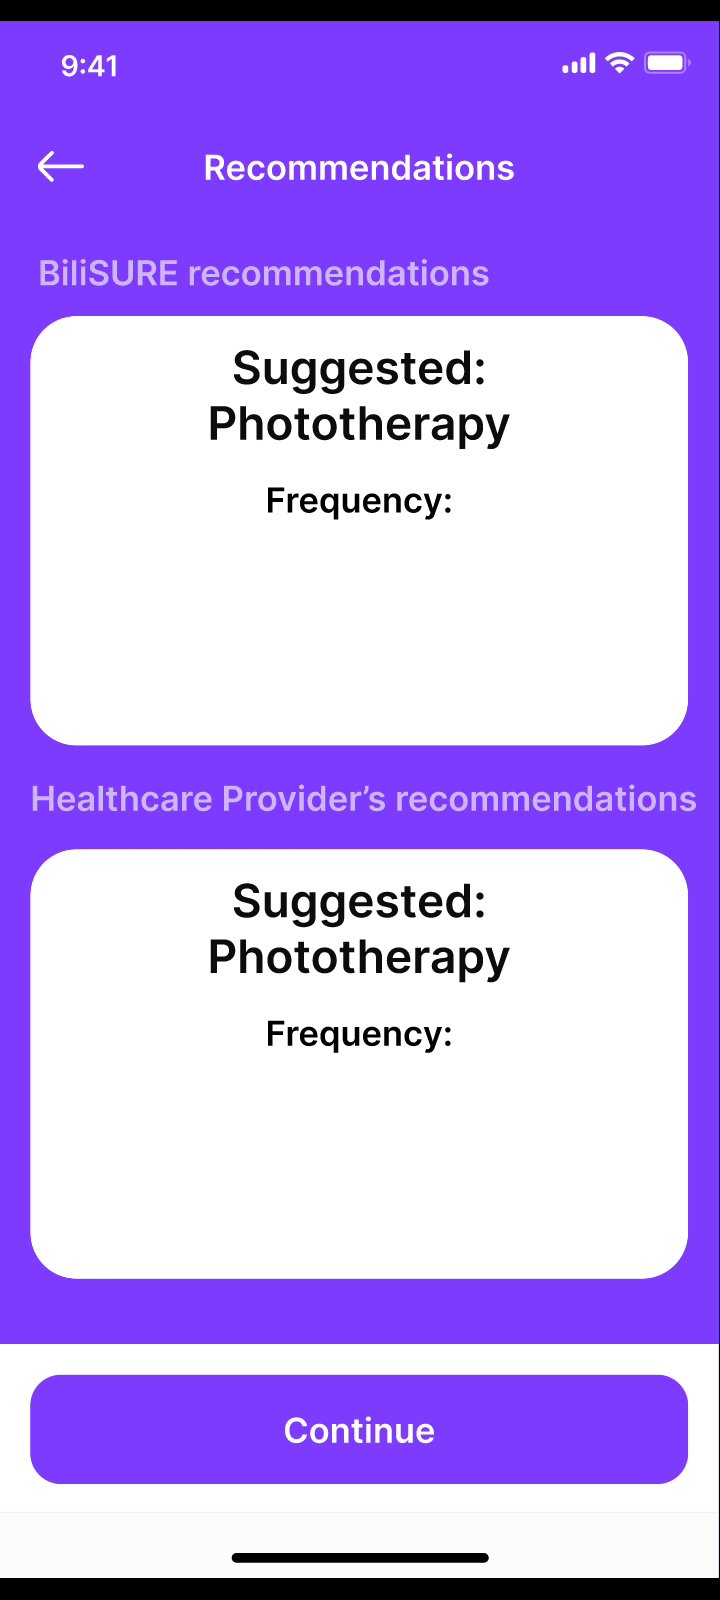 9:41
Recommendations
BiliSURE recommendations
Suggested:
Phototherapy
Frequency:
Healthcare Provider’s recommendations
Suggested:
Phototherapy
Frequency:
Continue